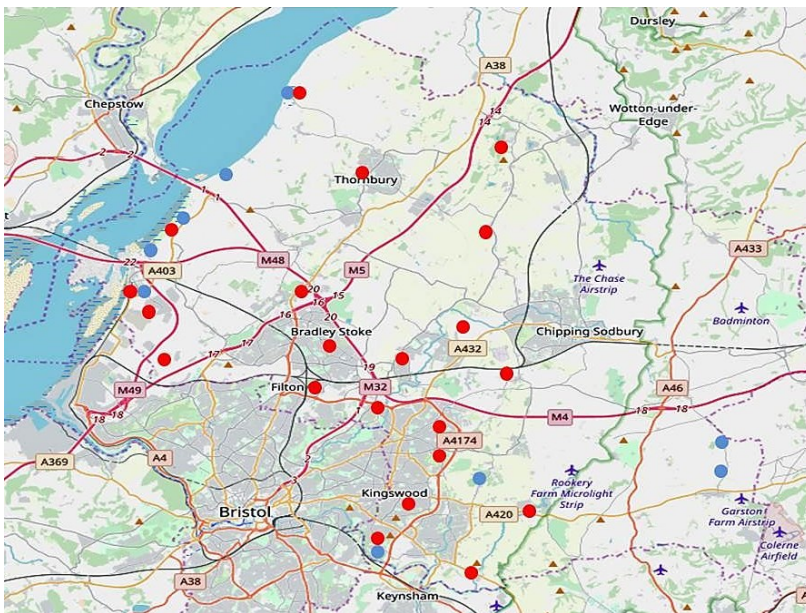 Dursley
A38
Chepstow
Wotton-under-
Edge
14
14
2
2
Thornbury
1
1
A433
M48
M5
22
A403
The Chase
Airstrip
20
15
16
16
20
Badminton
Bradley Stoke
Chipping Sodbury
A432
17
17
19
M49
Filton
M32
A46
18
18
1
M4
18
18
A4174
A369
A4
2
Rookery
Farm Microlight
Strip
3
Kingswood
Bristol
A420
Garston
Farm Airstrip
Colerne
Airfield
A38
Keynsham